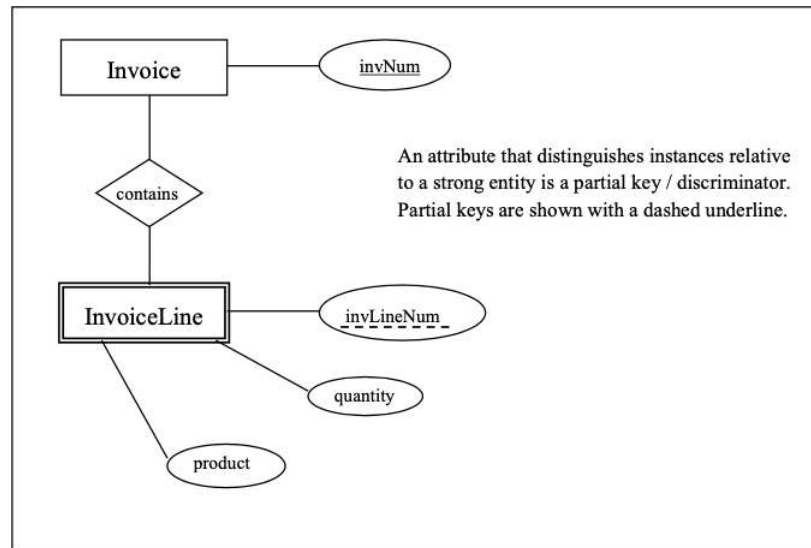 Invoice
invNum
An attribute that distinguishes instances relative
to a strong entity is a partial key / discriminator.
Partial keys are shown with a dashed underline.
contains
InvoiceLine
invLineNum
quantity
product